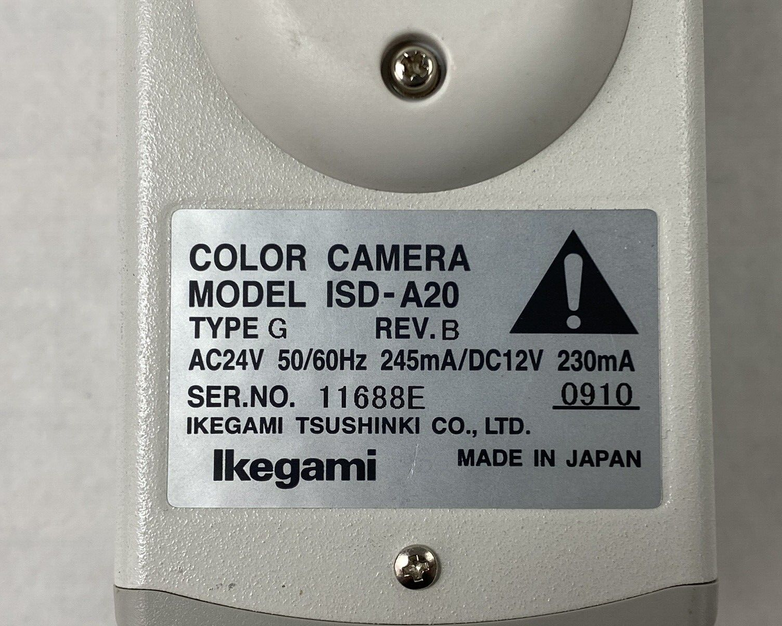 COLOR CAMERA
MODEL ISD-A20
TYPE G REV. B
AC24V 50/60Hz 245mA/DC12V 230mA
SER.NO. 11688E 0910
IKEGAMI TSUSHINKI CO., LTD.
Ikegami MADE IN JAPAN